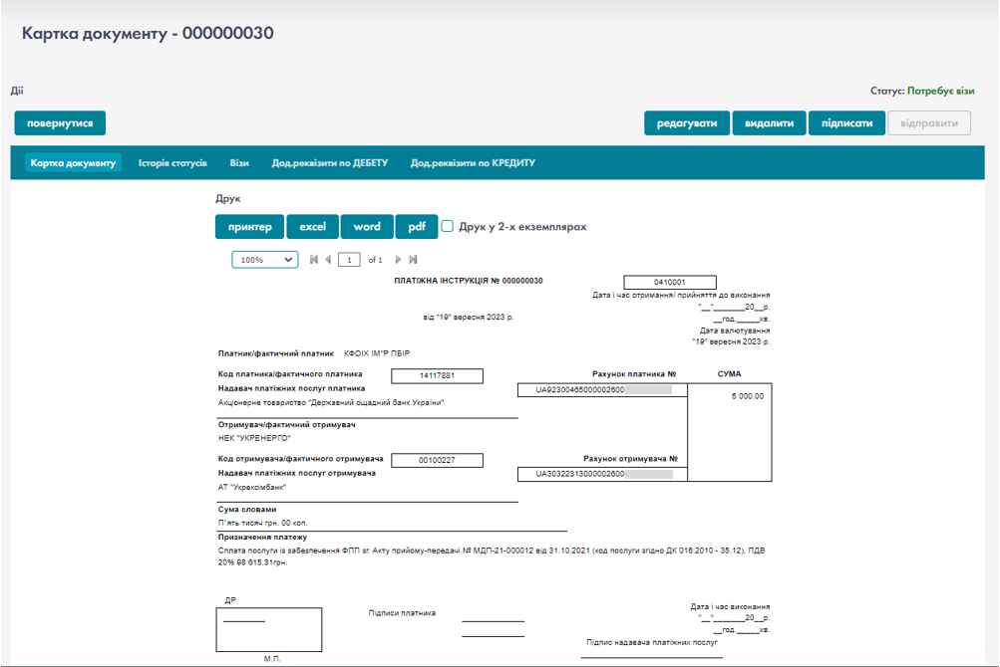 Картка документу - 000000030
Дії
Статус: Потребує візи
повернутися
редагувати видалити підписати відправити
Картка документу Історія статусів Візи Дод.реквізити по ДЕБЕТУ Дод.реквізити по КРЕДИТУ
Друк
принтер excel word pdf Друк у 2-х екземплярах
100% 1 of 1
ПЛАТІЖНА ІНСТРУКЦІЯ № 000000030
0410001
Дата і час отримання/ прийняття до виконання
"__"_______20__р.
__год._____хв.
від "19" вересня 2023 р.
Дата валютування
"19" вересня 2023 р.
Платник/фактичний платник КФОІХ ІМ"Р ПБІР
Код платника/фактичного платника 14117881 Рахунок платника № СУМА
Надавач платіжних послуг платника UA92300465000002600 5 000.00
Акціонерне товариство "Державний ощадний банк України"
Отримувач/фактичний отримувач
НЕК "УКРЕНЕРГО"
Код отримувача/фактичного отримувача 00100227 Рахунок отримувача №
Надавач платіжних послуг отримувача UA30322313000002600
АТ "Укрексімбанк"
Сума словами
П`ять тисяч грн. 00 коп.
Призначення платежу
Сплата послуги із забезпечення ФПП зг. Акту прийому-передачі № МДП-21-000012 від 31.10.2021 (код послуги згідно ДК 016:2010 - 35.12), ПДВ
20% 98 615.31грн.
ДР
Підписи платника
Дата і час виконання
"__"_______20__р.
__год._____хв.
Підпис надавача платіжних послуг
М.П.